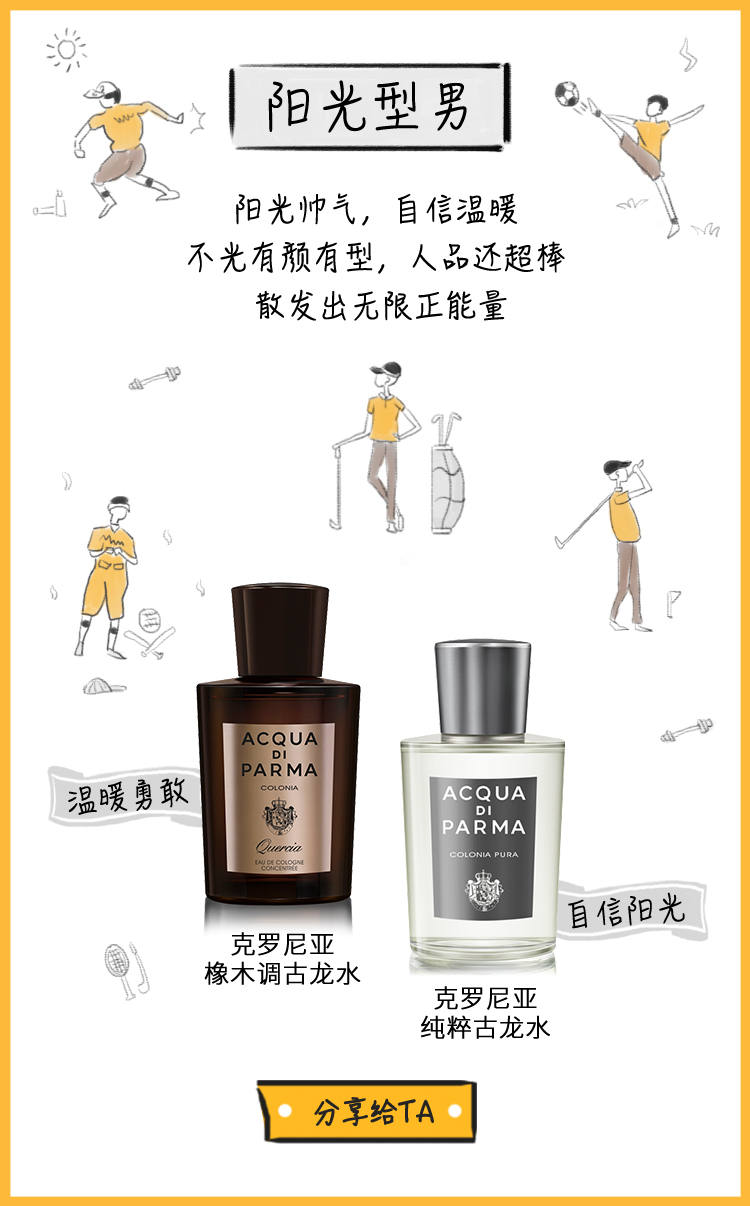 阳光型男
阳光帅气，自信温暖
不光有颜有型，人品还超棒
散发出无限正能量
ACQUA
DI
PARMA
COLONIA
Quercia
EAU DE COLOGNE
CONCENTRÉE
温暖勇敢
克罗尼亚
橡木调古龙水
ACQUA
DI
PARMA
COLONIA PURA
自信阳光
克罗尼亚
纯粹古龙水
分享给TA